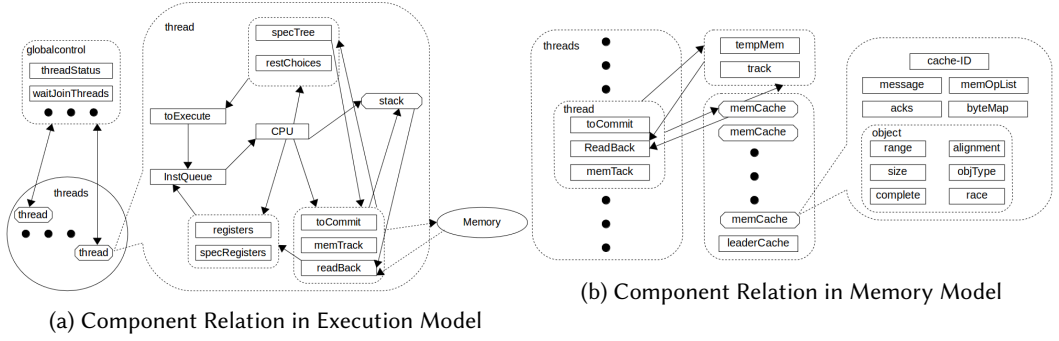 globalcontrol
threadStatus
waitJoinThreads
threads
thread
thread
thread
specTree
restChoices
toExecute
stack
CPU
InstQueue
registers
specRegisters
toCommit
memTrack
readBack
Memory
(a) Component Relation in Execution Model
threads
thread
toCommit
ReadBack
memTack
tempMem
track
memCache
memCache
memCache
leaderCache
cache-ID
message
memOpList
acks
byteMap
object
range
alignment
size
objType
complete
race
(b) Component Relation in Memory Model